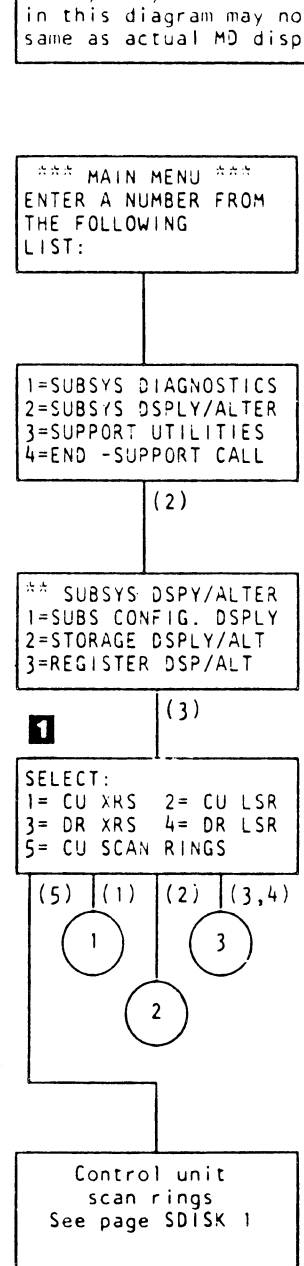 in this diagram may no
same as actual MD disp
*** MAIN MENU ***
ENTER A NUMBER FROM
THE FOLLOWING
LIST:
1=SUBSYS DIAGNOSTICS
2=SUBSYS DSPLY/ALTER
3=SUPPORT UTILITIES
4=END -SUPPORT CALL
(2)
** SUBSYS DSPY/ALTER
1=SUBS CONFIG. DSPLY
2=STORAGE DSPLY/ALT
3=REGISTER DSP/ALT
(3)
1
SELECT:
1= CU XRS 2= CU LSR
3= DR XRS 4= DR LSR
5= CU SCAN RINGS
(5) (1) (2) (3,4)
1 3
2
Control unit
scan rings
See page SDISK 1